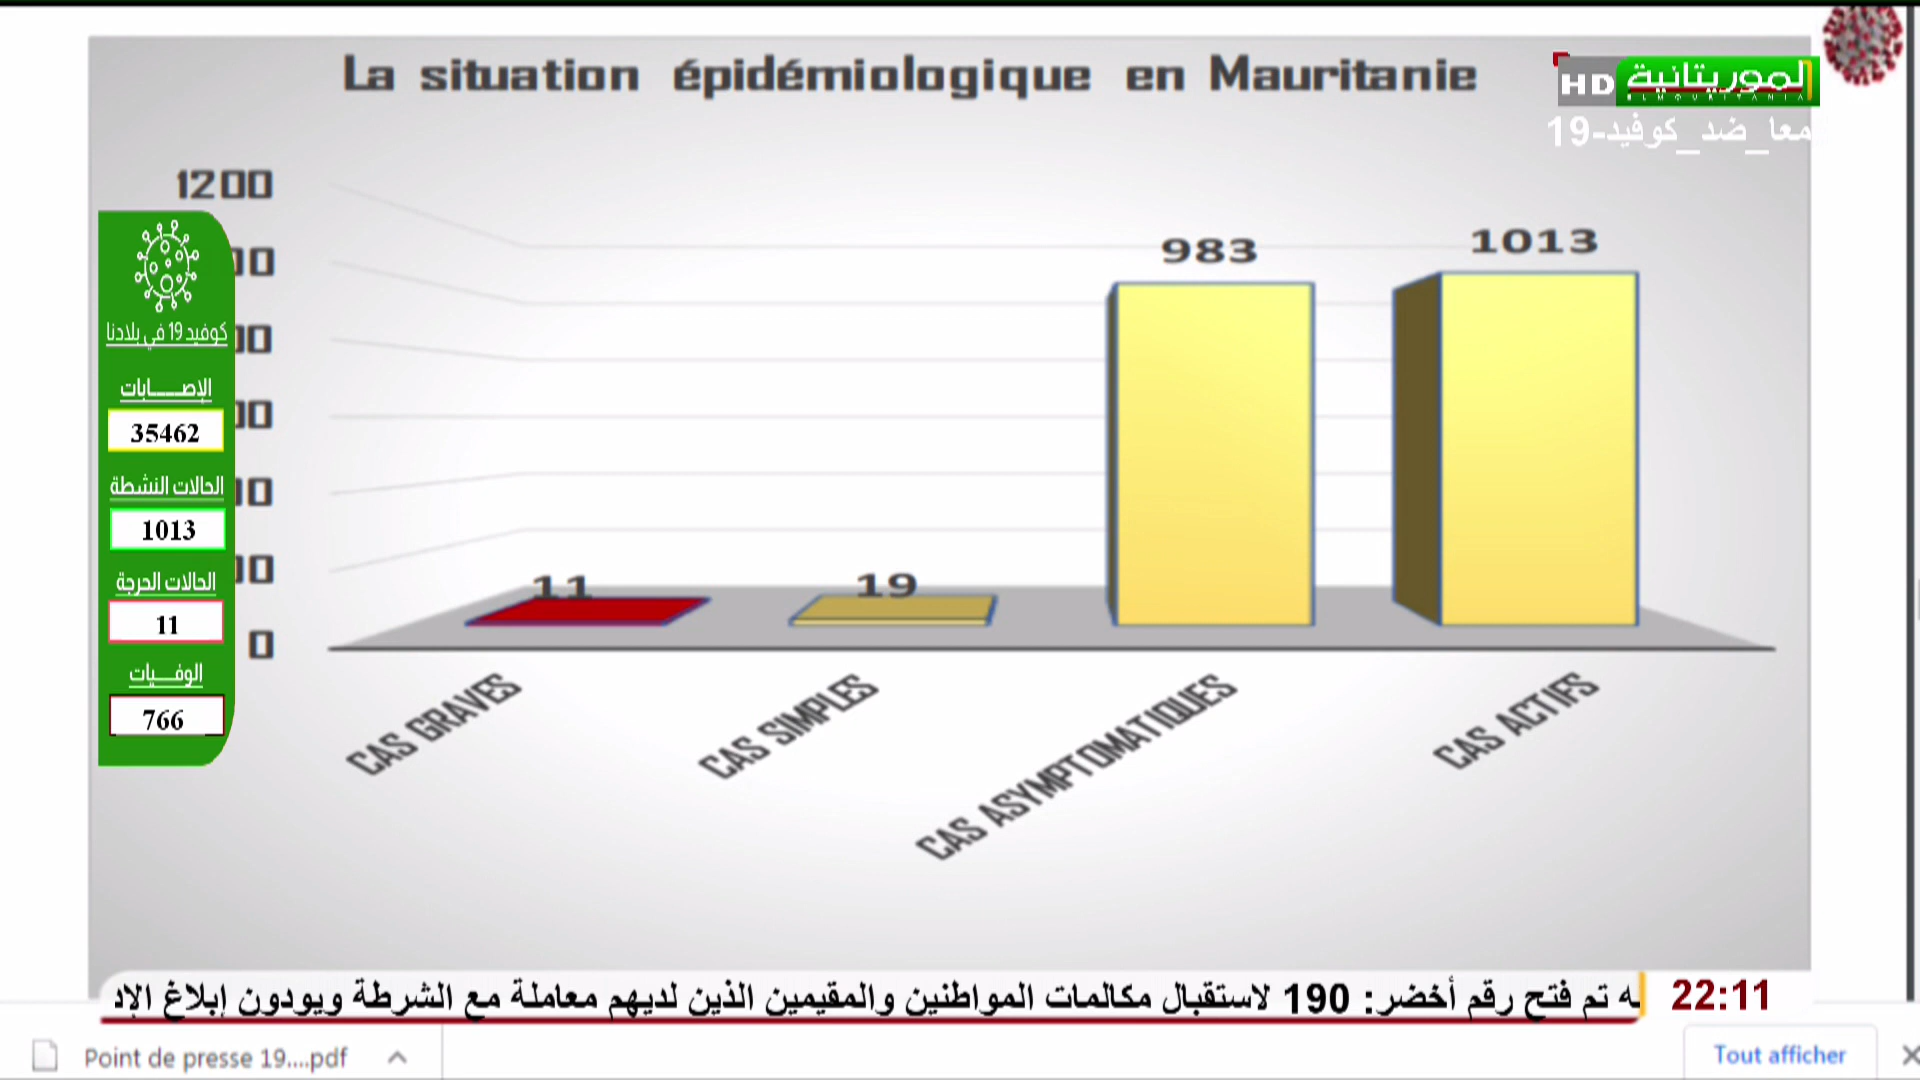 La situation épidémiologique en Mauritanie
HD الموريتانية
ELMOURITANIA
معا_ضد_كوفيد-19
1200
0
كوفيد 19 في بلادنا
الإصـــــابات
35462
الحالات النشطة
1013
الحالات الحرجة
11
الوفــيات
766
11
19
983
1013
CAS GRAVES
CAS SIMPLES
CAS ASYMPTOMATIQUES
CAS ACTIFS
تم فتح رقم أخضر: 190 لاستقبال مكالمات المواطنين والمقيمين الذين لديهم معاملة مع الشرطة ويودون إبلاغ
22:11
Point de presse 19....pdf
Tout afficher